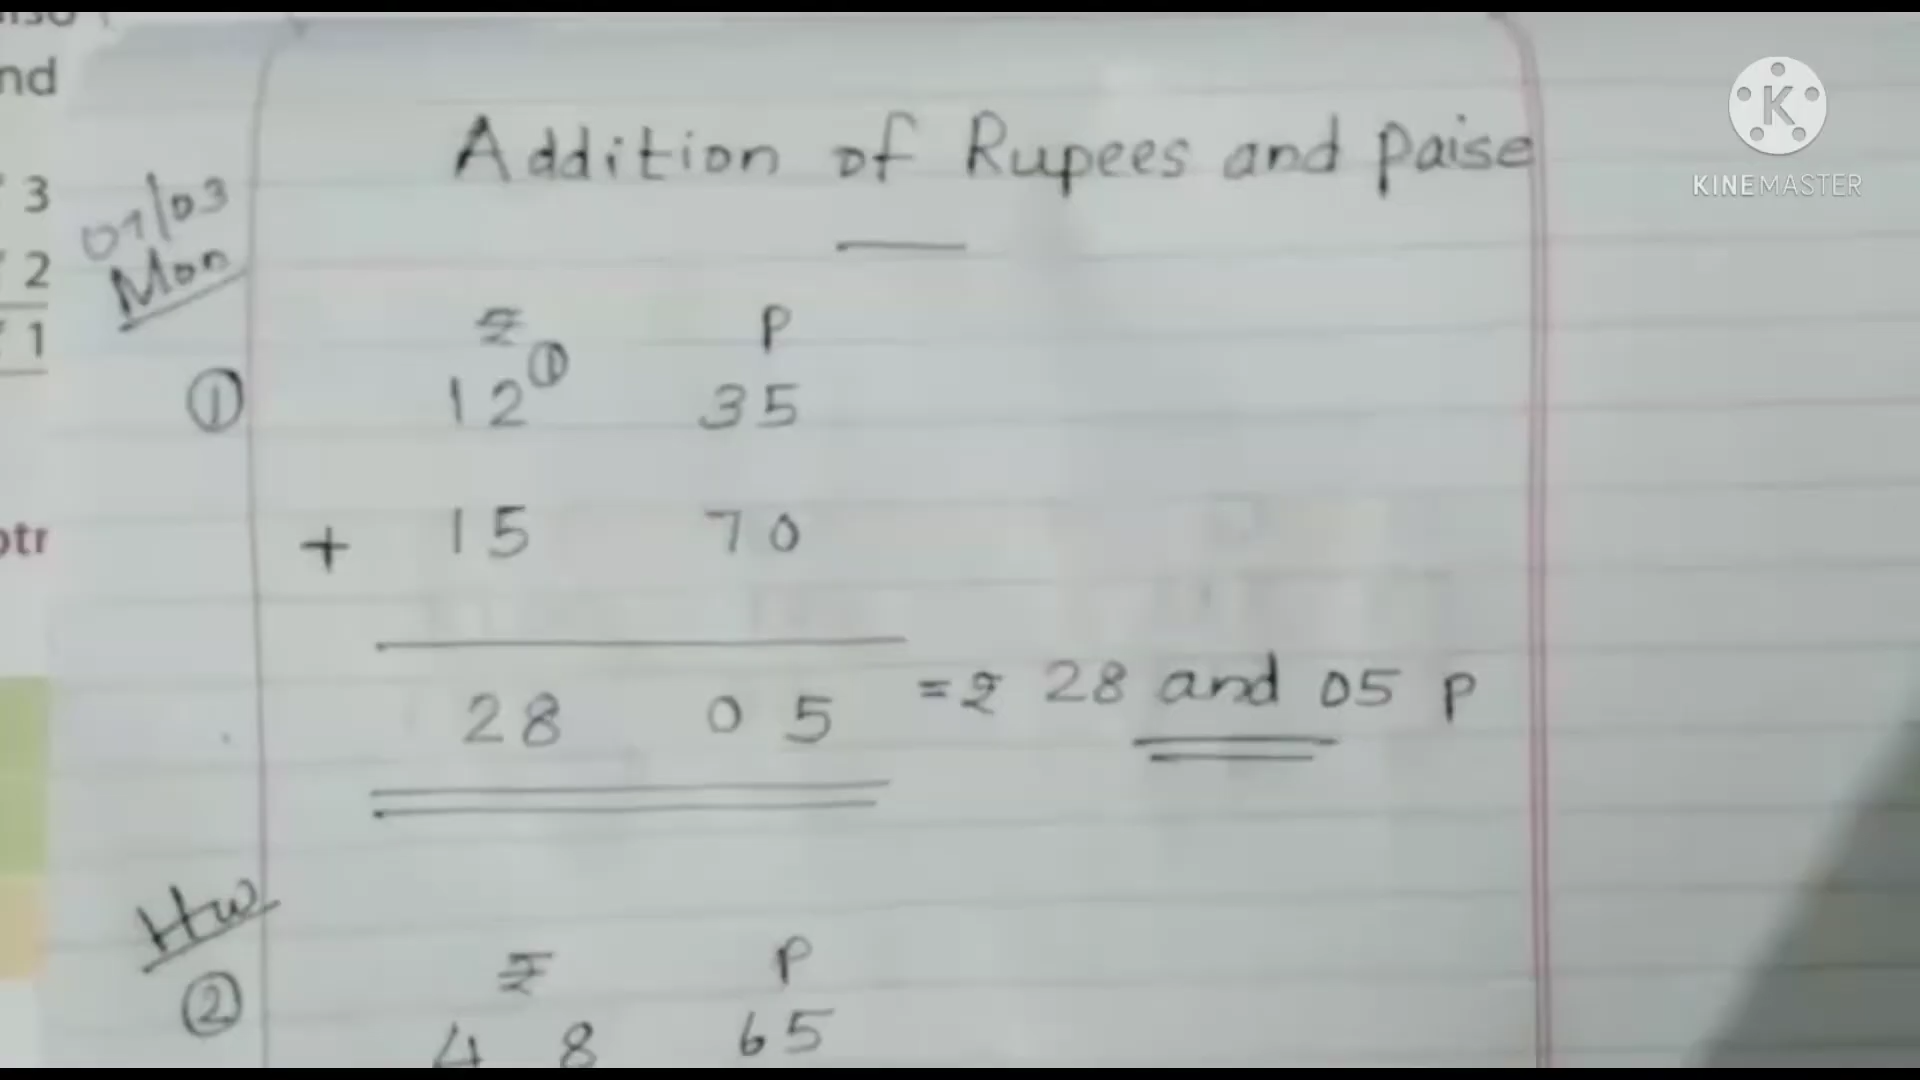 nd
Addition of Rupees and paise
KINEMASTER
3
07/03
Mon
2
1
₹ P
① 12 ① 35
otr
+ 15 70
28 05 = ₹ 28 and 05 P
Hw
₹ P
② 48 65